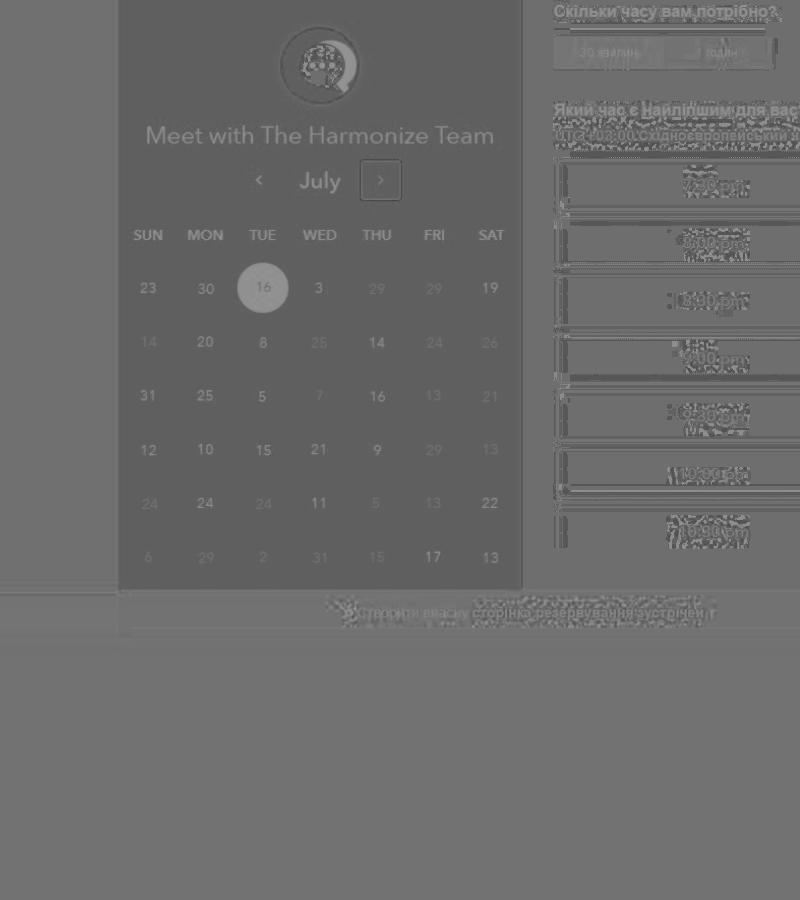 Meet with The Harmonize Team
July
SUN MON TUE WED THU FRI SAT
23 30 16 3 29 29 19
14 20 8 25 14 24 26
31 25 5 7 16 13 21
12 10 15 21 9 29 13
24 24 24 11 5 13 22
6 29 2 31 15 17 13
Скільки часу вам потрібно?
30 хвилин
годин
Який час є Найліпшим для вас
UTC +03:00 Східноєвропейський
7:30 pm
8:00 pm
8:30 pm
9:00 pm
9:30 pm
10:00 pm
10:30 pm
Створити власну сторінка резервування зустрічей